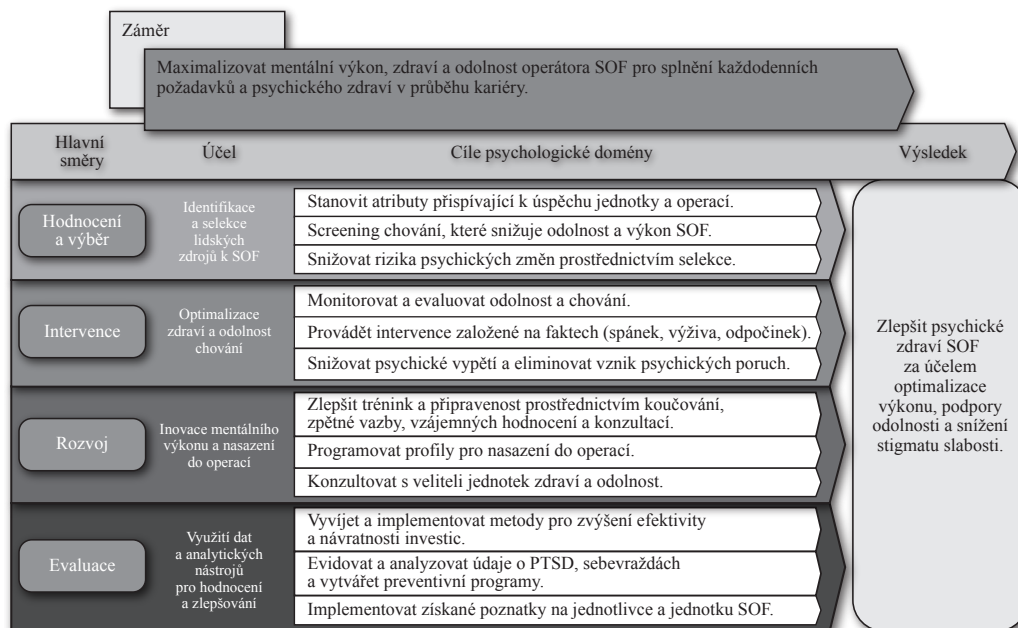 Záměr
Maximalizovat mentální výkon, zdraví a odolnost operátora SOF pro splnění každodenních
požadavků a psychického zdraví v průběhu kariéry.
Hlavní
směry
Účel
Cíle psychologické domény
Výsledek
Hodnocení
a výběr
Identifikace
a selekce
lidských
zdrojů k SOF
Stanovit atributy přispívající k úspěchu jednotky a operací.
Screening chování, které snižuje odolnost a výkon SOF.
Snižovat rizika psychických změn prostřednictvím selekce.
Intervence
Optimalizace
zdraví a odolnost
chování
Monitorovat a evaluovat odolnost a chování.
Provádět intervence založené na faktech (spánek, výživa, odpočinek).
Snižovat psychické vypětí a eliminovat vznik psychických poruch.
Rozvoj
Inovace mentálního
výkonu a nasazení
do operací
Zlepšit trénink a připravenost prostřednictvím koučování,
zpětné vazby, vzájemných hodnocení a konzultací.
Programovat profily pro nasazení do operací.
Konzultovat s veliteli jednotek zdraví a odolnost.
Evaluace
Využití dat
a analytických
nástrojů
pro hodnocení
a zlepšování
Vyvíjet a implementovat metody pro zvýšení efektivity
a návratnosti investic.
Evidovat a analyzovat údaje o PTSD, sebevraždách
a vytvářet preventivní programy.
Implementovat získané poznatky na jednotlivce a jednotku SOF.
Zlepšit psychické
zdraví SOF
za účelem
optimalizace
výkonu, podpory
odolnosti a snížení
stigmatu slabosti.